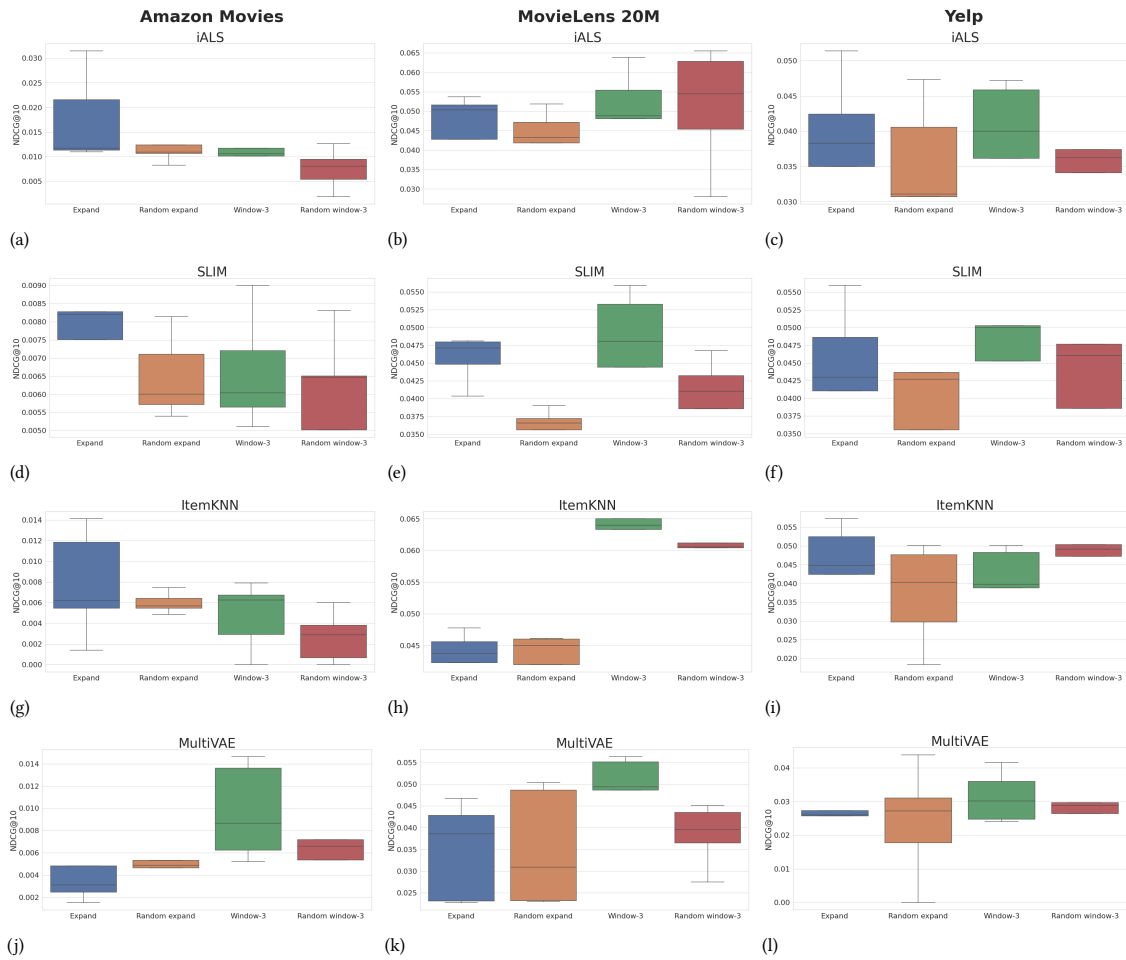 Amazon Movies
MovieLens 20M
Yelp
iALS
NDCG@10
0.030
0.025
0.020
0.015
0.010
0.005
Expand Random expand Window-3 Random window-3
(a)
iALS
NDCG@10
0.065
0.060
0.055
0.050
0.045
0.040
0.035
0.030
Expand Random expand Window-3 Random window-3
(b)
iALS
NDCG@10
0.050
0.045
0.040
0.035
0.030
Expand Random expand Window-3 Random window-3
(c)
SLIM
NDCG@10
0.0090
0.0085
0.0080
0.0075
0.0070
0.0065
0.0060
0.0055
0.0050
Expand Random expand Window-3 Random window-3
(d)
SLIM
NDCG@10
0.0550
0.0525
0.0500
0.0475
0.0450
0.0425
0.0400
0.0375
0.0350
Expand Random expand Window-3 Random window-3
(e)
SLIM
NDCG@10
0.0550
0.0525
0.0500
0.0475
0.0450
0.0425
0.0400
0.0375
0.0350
Expand Random expand Window-3 Random window-3
(f)
ItemKNN
NDCG@10
0.014
0.012
0.010
0.008
0.006
0.004
0.002
0.000
Expand Random expand Window-3 Random window-3
(g)
ItemKNN
NDCG@10
0.065
0.060
0.055
0.050
0.045
Expand Random expand Window-3 Random window-3
(h)
ItemKNN
NDCG@10
0.055
0.050
0.045
0.040
0.035
0.030
0.025
0.020
Expand Random expand Window-3 Random window-3
(i)
MultiVAE
NDCG@10
0.014
0.012
0.010
0.008
0.006
0.004
0.002
Expand Random expand Window-3 Random window-3
(j)
MultiVAE
NDCG@10
0.055
0.050
0.045
0.040
0.035
0.030
0.025
Expand Random expand Window-3 Random window-3
(k)
MultiVAE
NDCG@10
0.04
0.03
0.02
0.01
0.00
Expand Random expand Window-3 Random window-3
(l)